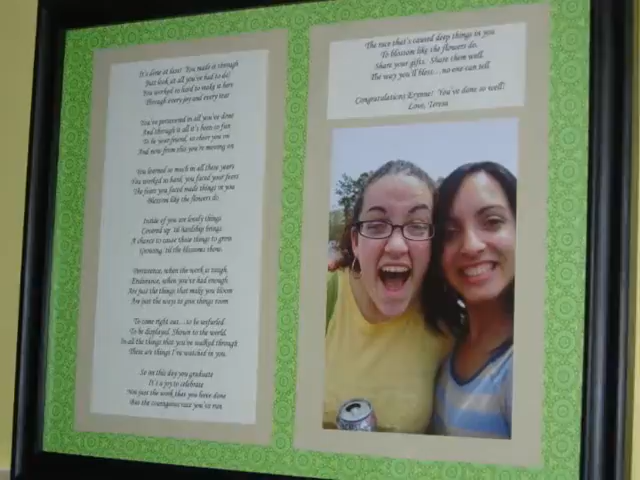 It's done at last! You made it through
Just look at all you've had to do!
You worked so hard to make it here
Through every joy and every tear
You've persevered in all you've done
And through it all it's been so fun
To be your friend, to cheer you on
And now from this you're moving on
You learned so much in all these years
You worked so hard, you faced your fears
The fears you faced made things in you
Blossom like the flowers do.
Inside of you are lovely things
Covered up 'til hardship brings
A chance to cause those things to grow
Growing, 'til the blossoms show.
Persistence, when the work is tough
Endurance, when you've had enough
Are just the things that make you bloom
Are just the ways to give things room
To come right out...to be unfurled
To be displayed. Shown to the world.
In all the things that you've walked through
These are things I've watched in you.
So on this day you graduate
It's a joy to celebrate
Not just the work that you have done
But the courageous race you've run.
The race that's caused deep things in you
To blossom like the flowers do.
Share your gifts. Share them well.
The way you'll bless... no one can tell
Congratulations Erynne! You've done so well!
Love, Teresa